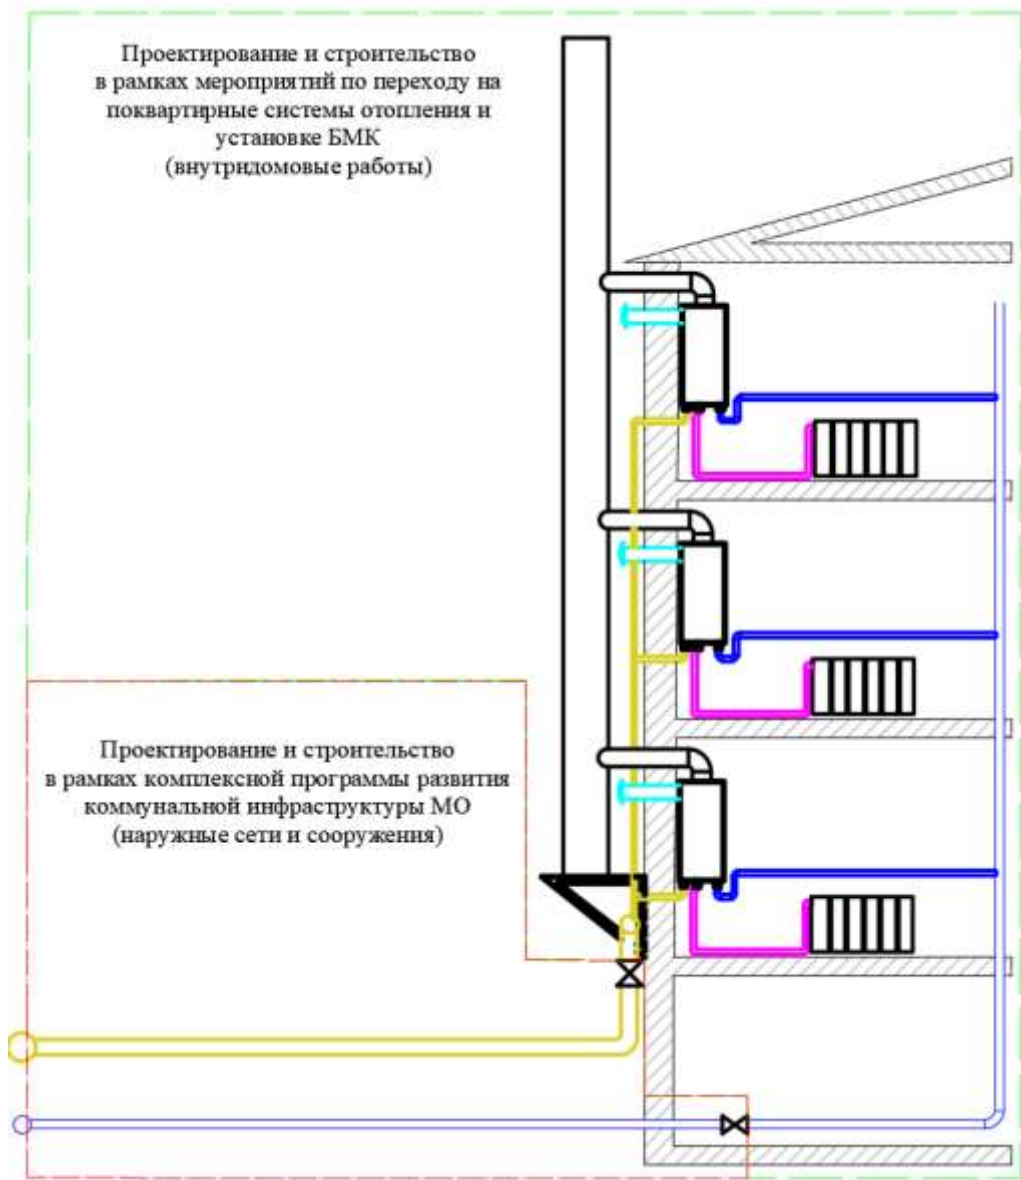 Проектирование и строительство
в рамках мероприятий по переходу на
поквартирные системы отопления и
установке БМК
(внутридомовые работы)
Проектирование и строительство
в рамках комплексной программы развития
коммунальной инфраструктуры МО
(наружные сети и сооружения)